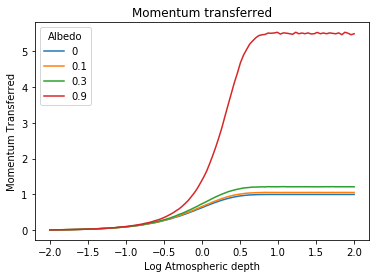 Momentum transferred
Albedo
0
0.1
0.3
0.9
Momentum Transferred
5
4
3
2
1
0
-2.0 -1.5 -1.0 -0.5 0.0 0.5 1.0 1.5 2.0
Log Atmospheric depth